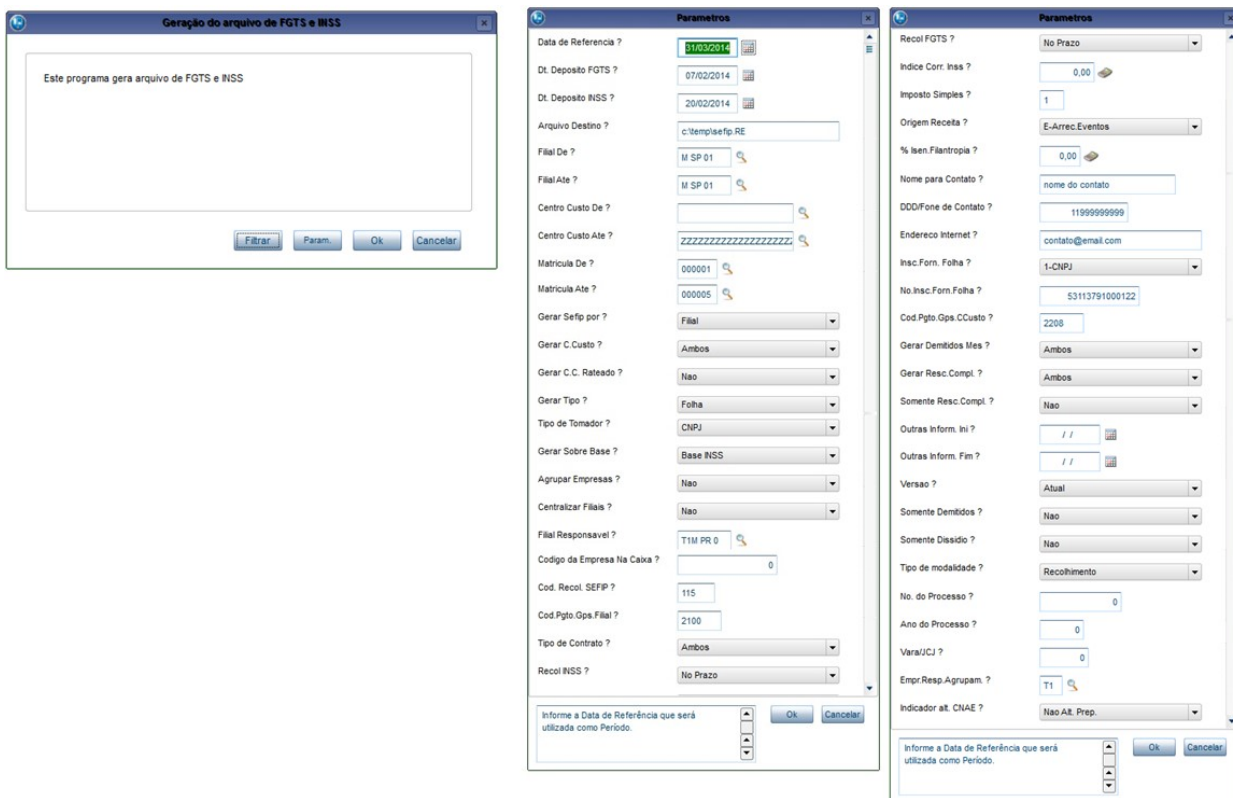 Geração do arquivo de FGTS e INSS
Este programa gera arquivo de FGTS e INSS
Filtrar Param. Ok Cancelar
Parametros
Data de Referencia ? 31/03/2014
Dt. Deposito FGTS ? 07/02/2014
Dt. Deposito INSS ? 20/02/2014
Arquivo Destino ? c:\temp\sefip.RE
Filial De ? M SP 01
Filial Ate ? M SP 01
Centro Custo De ?
Centro Custo Ate ? ZZZZZZZZZZZZZZZZZZZZ
Matricula De ? 000001
Matricula Ate ? 000005
Gerar Sefip por ? Filial
Gerar C.Custo ? Ambos
Gerar C.C. Rateado ? Nao
Gerar Tipo ? Folha
Tipo de Tomador ? CNPJ
Gerar Sobre Base ? Base INSS
Agrupar Empresas ? Nao
Centralizar Filiais ? Nao
Filial Responsavel ? T1M PR 0
Codigo da Empresa Na Caixa ? 0
Cod. Recol. SEFIP ? 115
Cod.Pgto.Gps.Filial ? 2100
Tipo de Contrato ? Ambos
Recol INSS ? No Prazo
Informe a Data de Referência que será
utilizada como Período.
Ok Cancelar
Parametros
Recol FGTS ? No Prazo
Indice Corr. Inss ? 0,00
Imposto Simples ? 1
Origem Receita ? E-Arrec.Eventos
% Isen.Filantropia ? 0,00
Nome para Contato ? nome do contato
DDD/Fone de Contato ? 11999999999
Endereco Internet ? contato@email.com
Insc.Forn. Folha ? 1-CNPJ
No.Insc.Forn.Folha ? 53113791000122
Cod.Pgto.Gps.CCusto ? 2208
Gerar Demitidos Mes ? Ambos
Gerar Resc.Compl. ? Ambos
Somente Resc.Compl. ? Nao
Outras Inform. Ini ? / /
Outras Inform. Fim ? / /
Versao ? Atual
Somente Demitidos ? Nao
Somente Dissidio ? Nao
Tipo de modalidade ? Recolhimento
No. do Processo ? 0
Ano do Processo ? 0
Vara/JCJ ? 0
Empr.Resp.Agrupam. ? T1
Indicador alt. CNAE ? Nao Alt. Prep.
Informe a Data de Referência que será
utilizada como Período.
Ok Cancelar